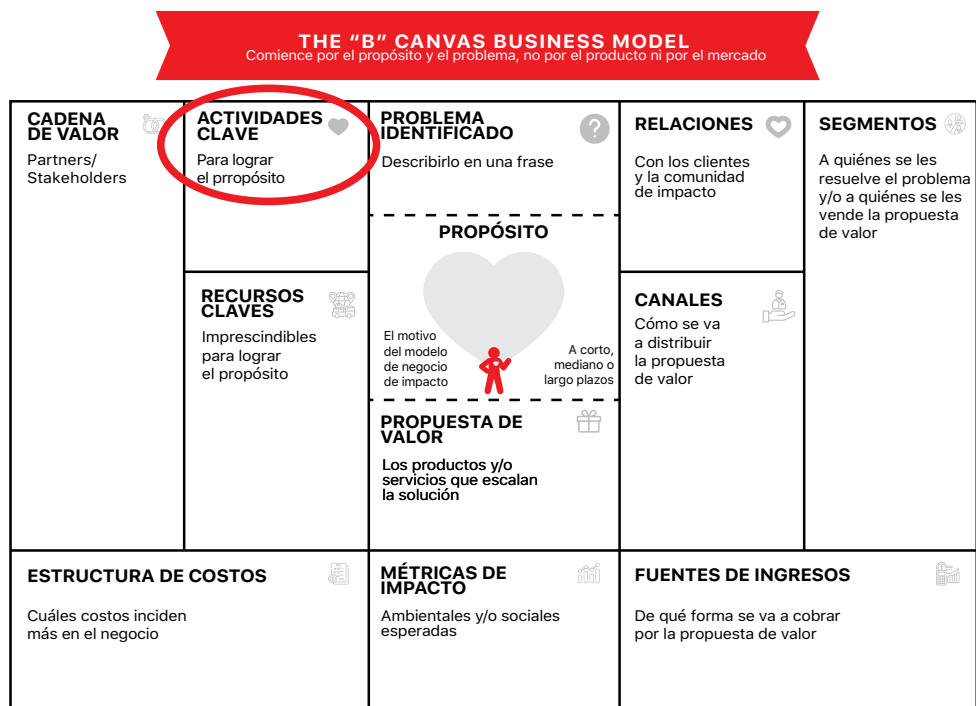 THE “B” CANVAS BUSINESS MODEL
Comience por el propósito y el problema, no por el producto ni por el mercado
CADENA
DE VALOR
Partners/
Stakeholders
ACTIVIDADES
CLAVE
Para lograr
el prropósito
RECURSOS
CLAVES
Imprescindibles
para lograr
el propósito
PROBLEMA
IDENTIFICADO
?
Describirlo en una frase
PROPÓSITO
El motivo
del modelo
de negocio
de impacto
A corto,
mediano o
largo plazos
PROPUESTA DE
VALOR
Los productos y/o
servicios que escalan
la solución
RELACIONES
Con los clientes
y la comunidad
de impacto
CANALES
Cómo se va
a distribuir
la propuesta
de valor
SEGMENTOS
A quiénes se les
resuelve el problema
y/o a quiénes se les
vende la propuesta
de valor
ESTRUCTURA DE COSTOS
Cuáles costos inciden
más en el negocio
MÉTRICAS DE
IMPACTO
Ambientales y/o sociales
esperadas
FUENTES DE INGRESOS
De qué forma se va a cobrar
por la propuesta de valor